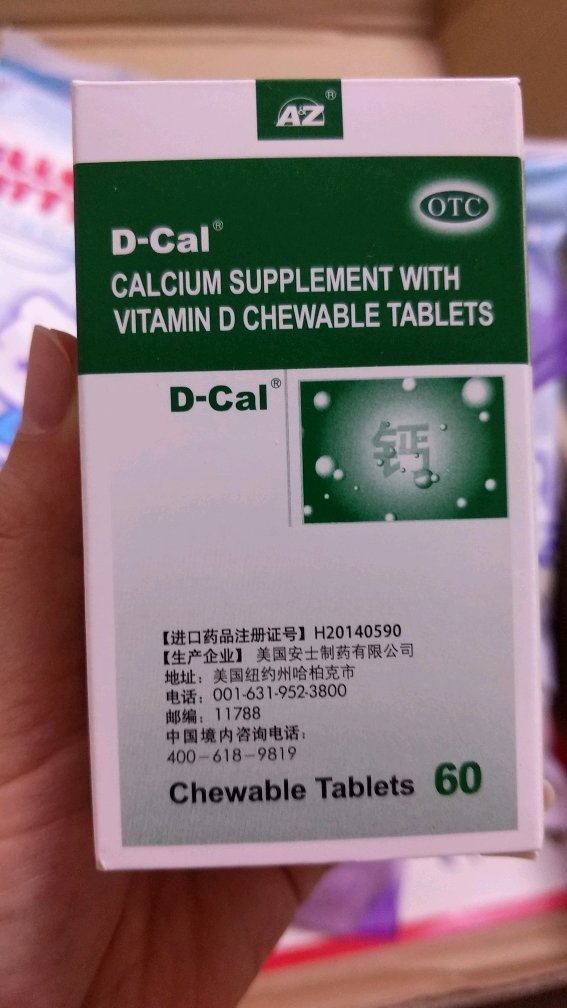 A&Z®
OTC
D-Cal®
CALCIUM SUPPLEMENT WITH
VITAMIN D CHEWABLE TABLETS
D-Cal®
钙
【进口药品注册证号】H20140590
【生产企业】 美国安士制药有限公司
地址：美国纽约州哈柏克市
电话：001-631-952-3800
邮编：11788
中国境内咨询电话：
400-618-9819
Chewable Tablets 60